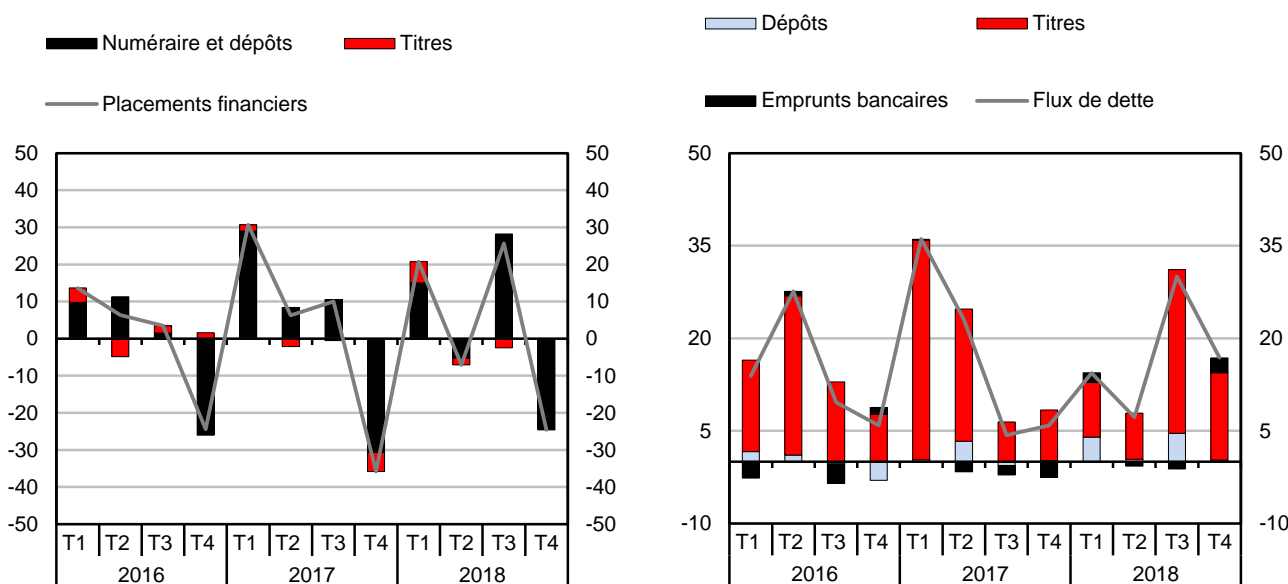 Numéraire et dépôts Titres
Placements financiers
50 50
40 40
30 30
20 20
10 10
0 0
-10 -10
-20 -20
-30 -30
-40 -40
-50 -50
T1 T2 T3 T4 T1 T2 T3 T4 T1 T2 T3 T4
2016 2017 2018
Dépôts Titres
Emprunts bancaires Flux de dette
50 50
35 35
20 20
5 5
-10 -10
T1 T2 T3 T4 T1 T2 T3 T4 T1 T2 T3 T4
2016 2017 2018